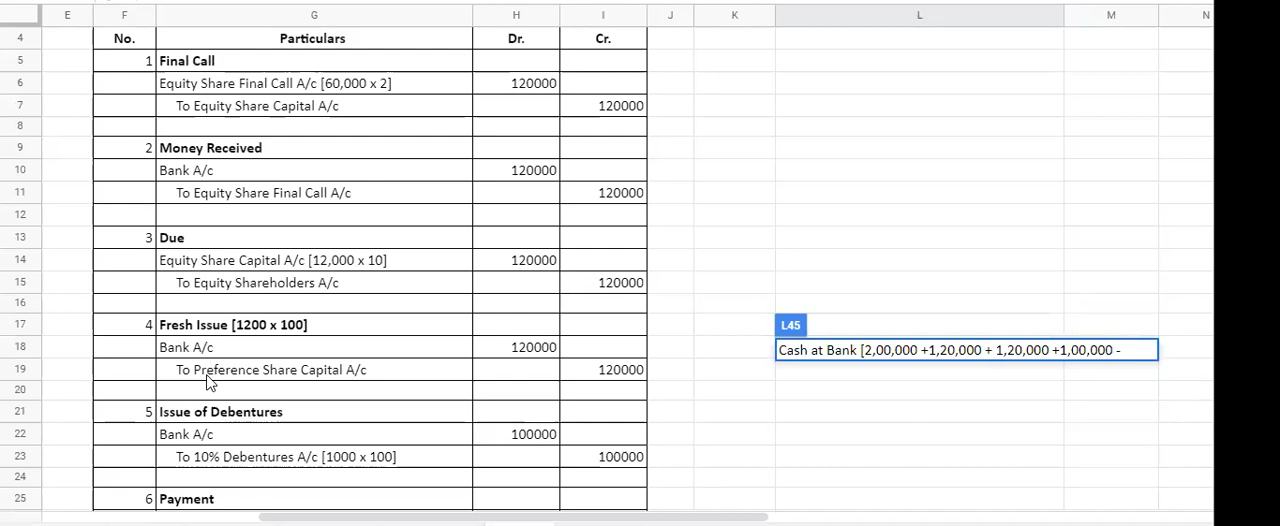 E F G H I J K L M N
4 No. Particulars Dr. Cr.
5 1 Final Call
6 Equity Share Final Call A/c [60,000 x 2] 120000
7 To Equity Share Capital A/c 120000
8
9 2 Money Received
10 Bank A/c 120000
11 To Equity Share Final Call A/c 120000
12
13 3 Due
14 Equity Share Capital A/c [12,000 x 10] 120000
15 To Equity Shareholders A/c 120000
16
17 4 Fresh Issue [1200 x 100] L45
18 Bank A/c 120000 Cash at Bank [2,00,000 +1,20,000 + 1,20,000 +1,00,000 -
19 To Preference Share Capital A/c 120000
20
21 5 Issue of Debentures
22 Bank A/c 100000
23 To 10% Debentures A/c [1000 x 100] 100000
24
25 6 Payment